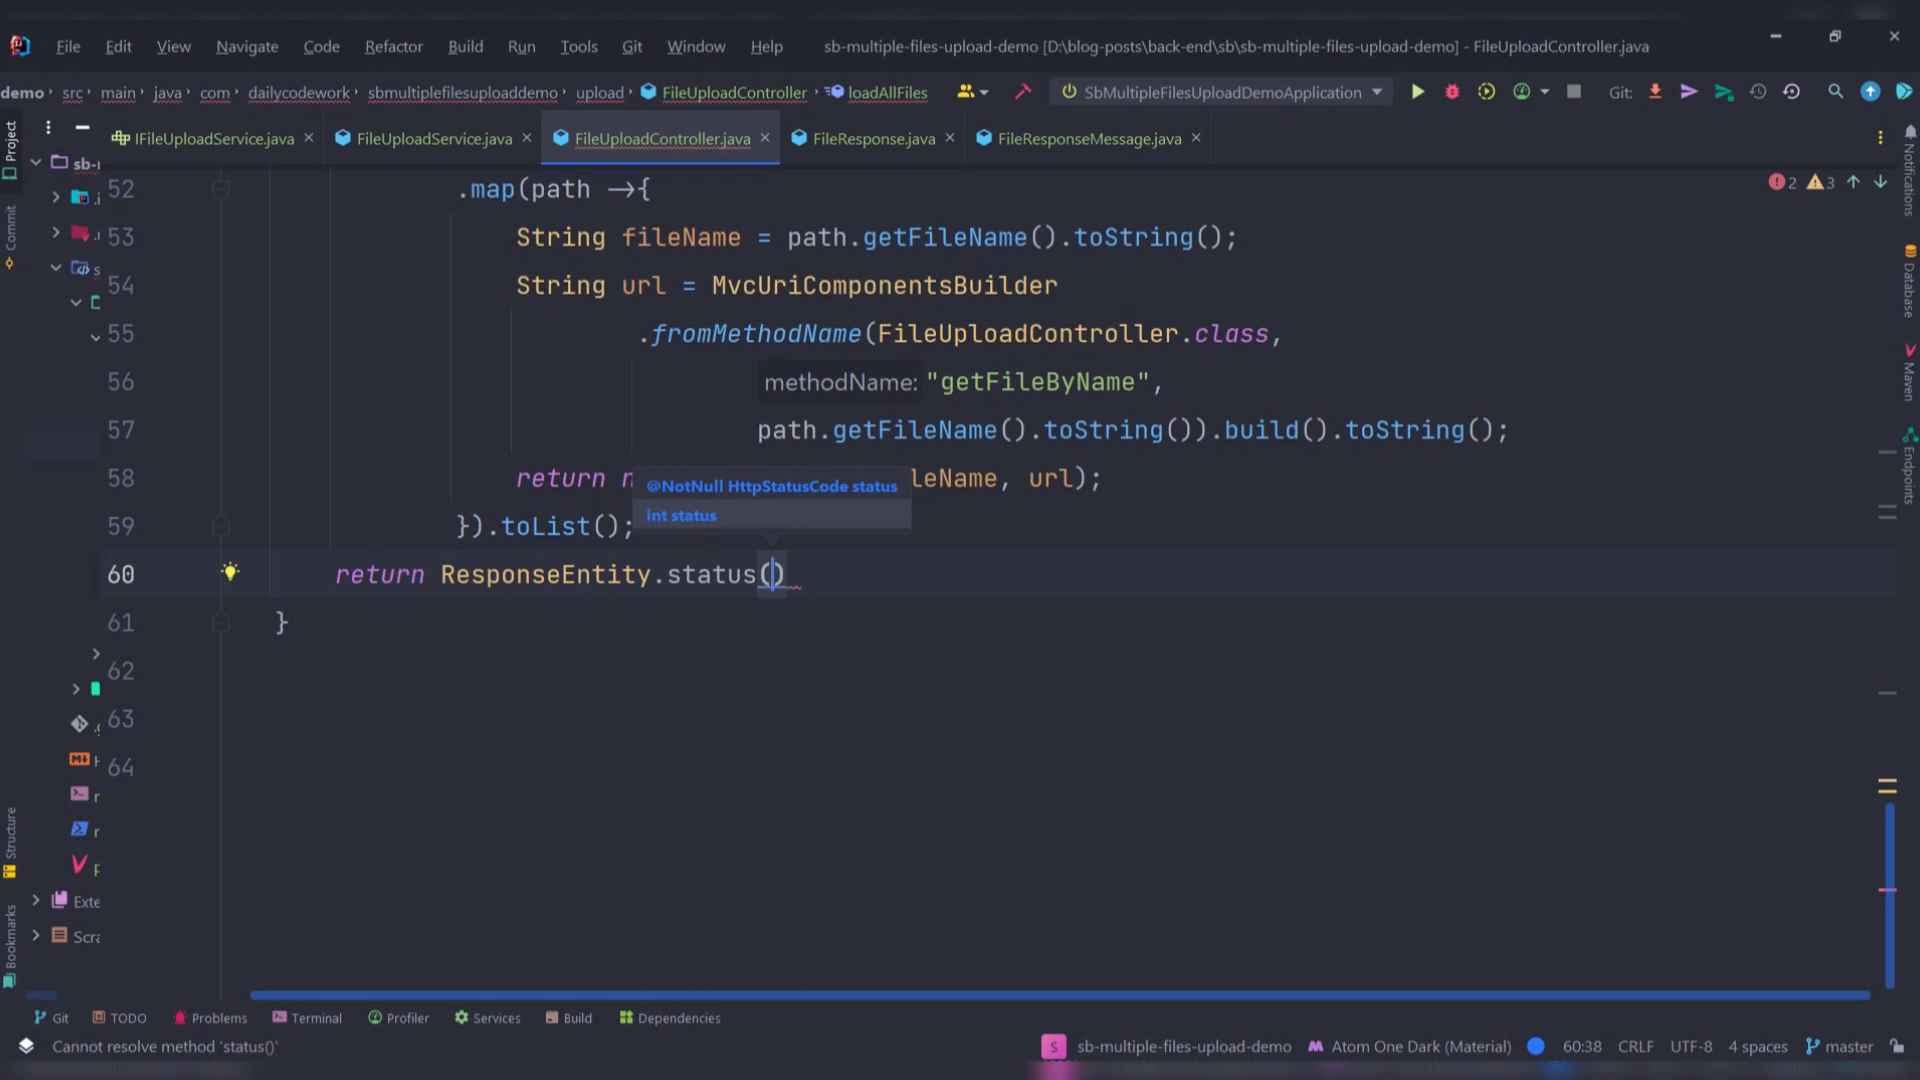 File Edit View Navigate Code Refactor Build Run Tools Git Window Help sb-multiple-files-upload-demo [D:\blog-posts\back-end\sb\sb-multiple-files-upload-demo] - FileUploadController.java
demo src main java com dailycodework sbmultiplefilesuploaddemo upload FileUploadController loadAllFiles SbMultipleFilesUploadDemoApplication Git:
IFileUploadService.java FileUploadService.java FileUploadController.java FileResponse.java FileResponseMessage.java
Project
Commit
Structure
Bookmarks
sb-
Exte
Scra
2 3
52 .map(path ->{
53 String fileName = path.getFileName().toString();
54 String url = MvcUriComponentsBuilder
55 .fromMethodName(FileUploadController.class,
56 methodName: "getFileByName",
57 path.getFileName().toString()).build().toString();
58 return n leName, url);
@NotNull HttpStatusCode status
int status
59 }).toList();
60 return ResponseEntity.status()
61 }
62
63
64
Notifications
Database
Maven
Endpoints
Git TODO Problems Terminal Profiler Services Build Dependencies
Cannot resolve method 'status()' S sb-multiple-files-upload-demo Atom One Dark (Material) 60:38 CRLF UTF-8 4 spaces master